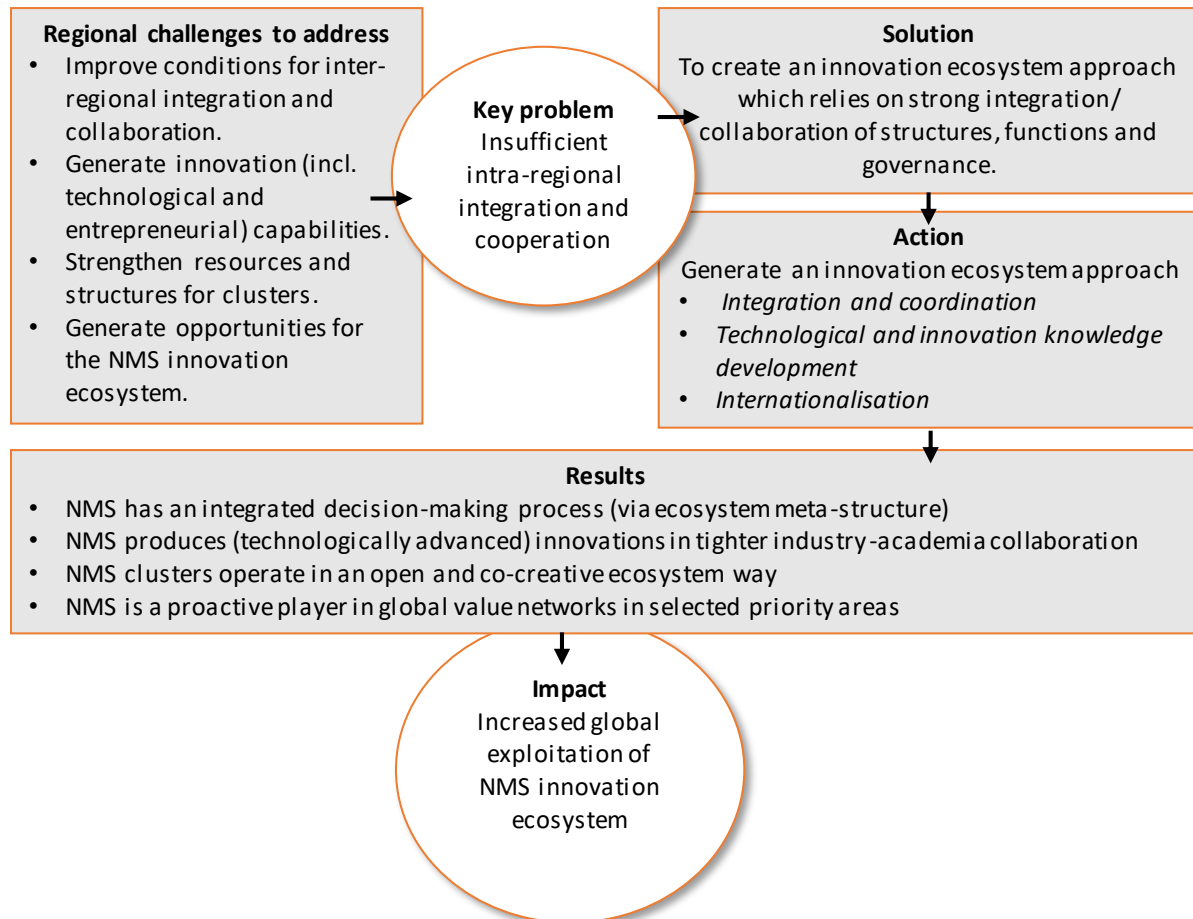 Regional challenges to address
• Improve conditions for inter-
regional integration and
collaboration.
• Generate innovation (incl.
technological and
entrepreneurial) capabilities.
• Strengthen resources and
structures for clusters.
• Generate opportunities for
the NMS innovation
ecosystem.
Key problem
Insufficient
intra-regional
integration and
cooperation
Solution
To create an innovation ecosystem approach
which relies on strong integration/
collaboration of structures, functions and
governance.
Action
Generate an innovation ecosystem approach
• Integration and coordination
• Technological and innovation knowledge
development
• Internationalisation
Results
• NMS has an integrated decision-making process (via ecosystem meta-structure)
• NMS produces (technologically advanced) innovations in tighter industry-academia collaboration
• NMS clusters operate in an open and co-creative ecosystem way
• NMS is a proactive player in global value networks in selected priority areas
Impact
Increased global
exploitation of
NMS innovation
ecosystem